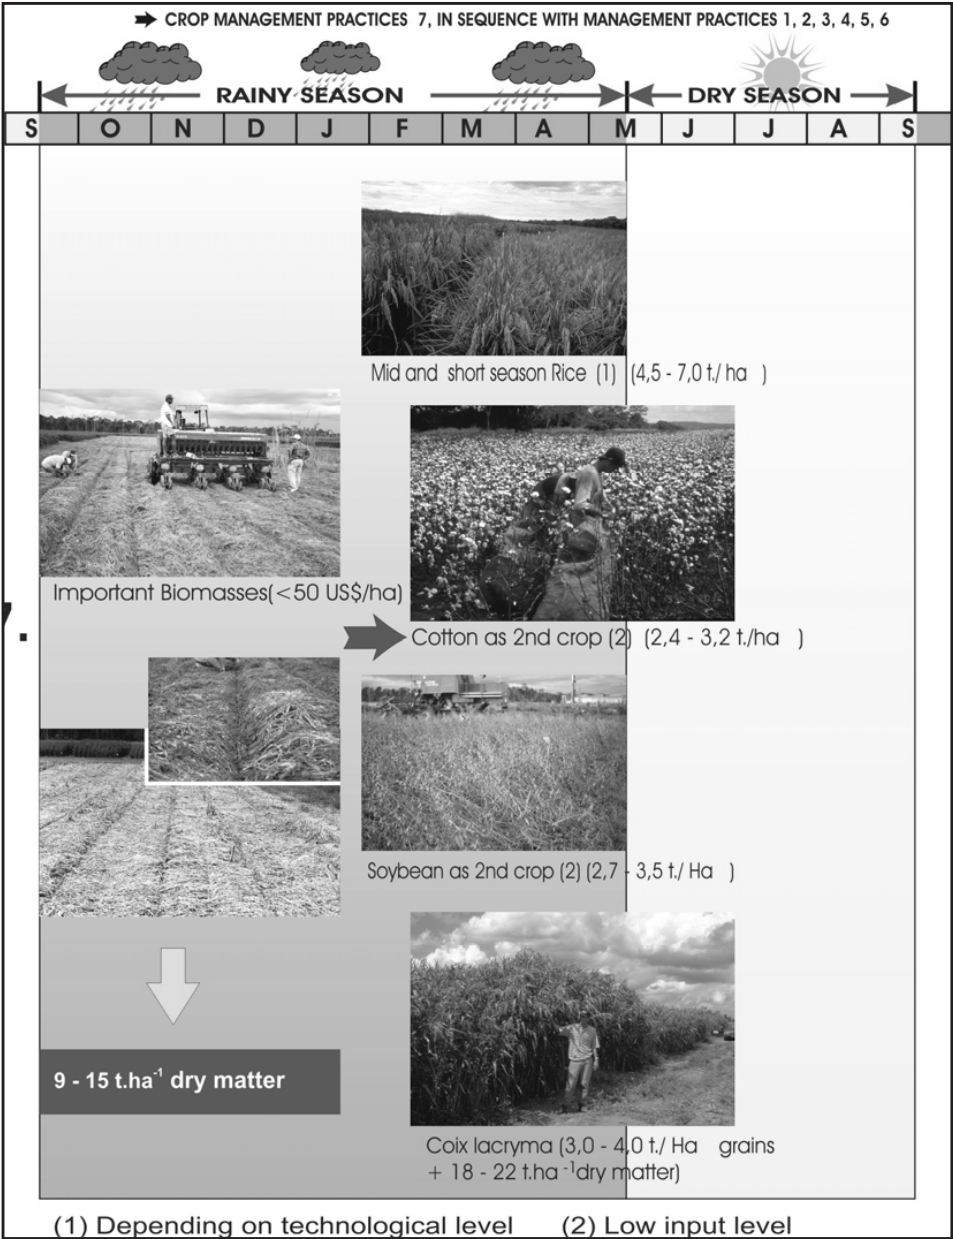 CROP MANAGEMENT PRACTICES 7, IN SEQUENCE WITH MANAGEMENT PRACTICES 1, 2, 3, 4, 5, 6
RAINY SEASON
DRY SEASON
S O N D J F M A M J J A S
Mid and short season Rice (1) (4,5 - 7,0 t./ ha )
Important Biomasses(<50 US$/ha)
7.
Cotton as 2nd crop (2) (2,4 - 3,2 t./ha )
Soybean as 2nd crop (2) (2,7 - 3,5 t./ Ha )
9 - 15 t.ha-1 dry matter
Coix lacryma (3,0 - 4,0 t./ Ha grains
+ 18 - 22 t.ha -1 dry matter)
(1) Depending on technological level (2) Low input level